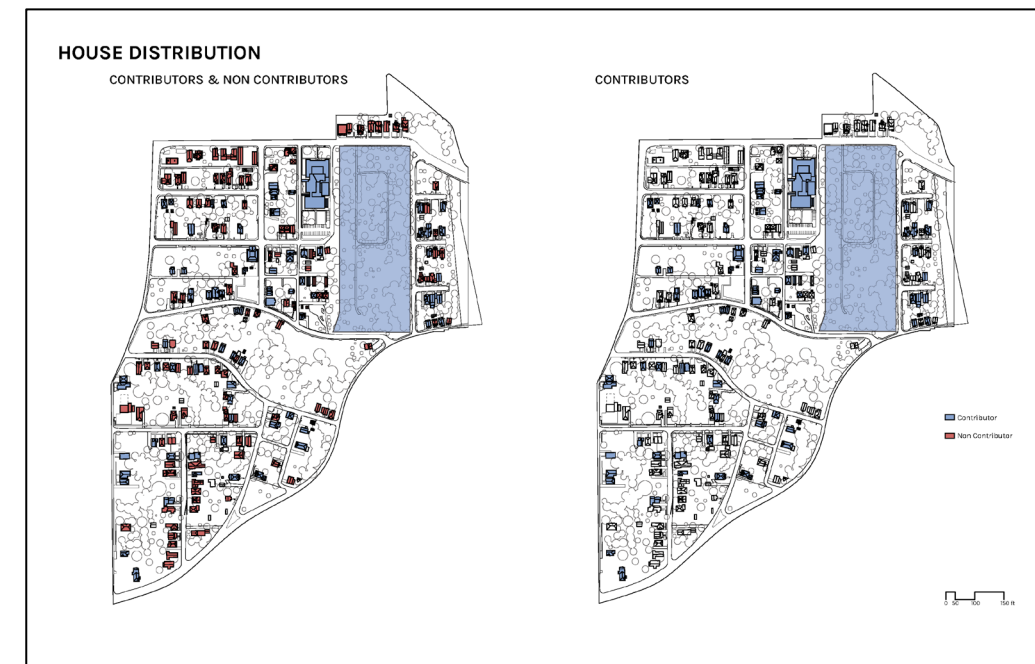 HOUSE DISTRIBUTION
CONTRIBUTORS & NON CONTRIBUTORS
CONTRIBUTORS
Contributor
Non Contributor
0 50 100 150 ft